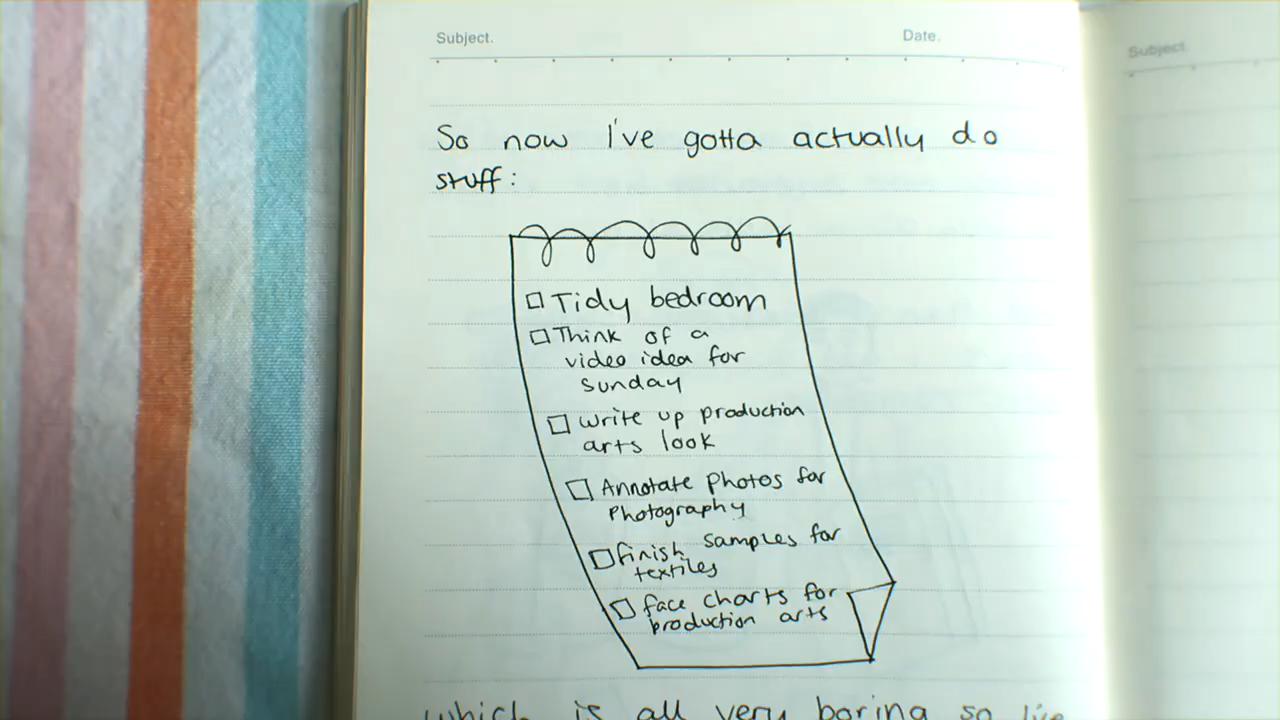 Subject.
Date.
Subject.
So now I've gotta actually do
stuff:
Tidy bedroom
Think of a
video idea for
Sunday
write up production
arts look
Annotate photos for
photography
finish samples for
textiles
face charts for
production arts
which is all very boring so I've